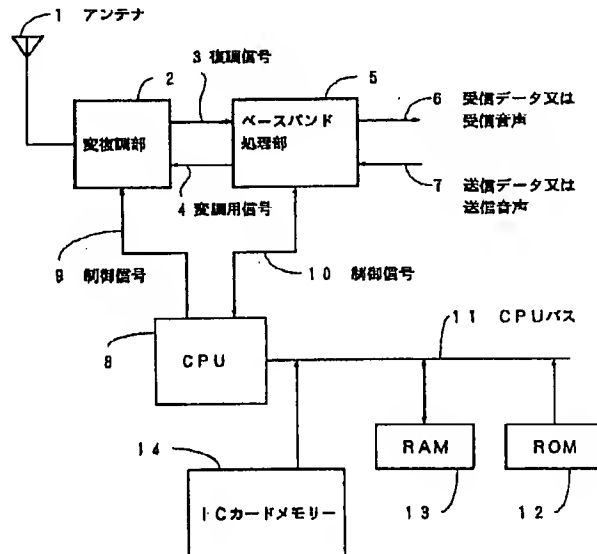 1 アンテナ
2
3 復調信号
5
6 受信データ又は
受信音声
変復調部
ベースバンド
処理部
4 変調用信号
7 送信データ又は
送信音声
9 制御信号
10 制御信号
8
CPU
11 CPUバス
14
ICカードメモリー
RAM
13
ROM
12